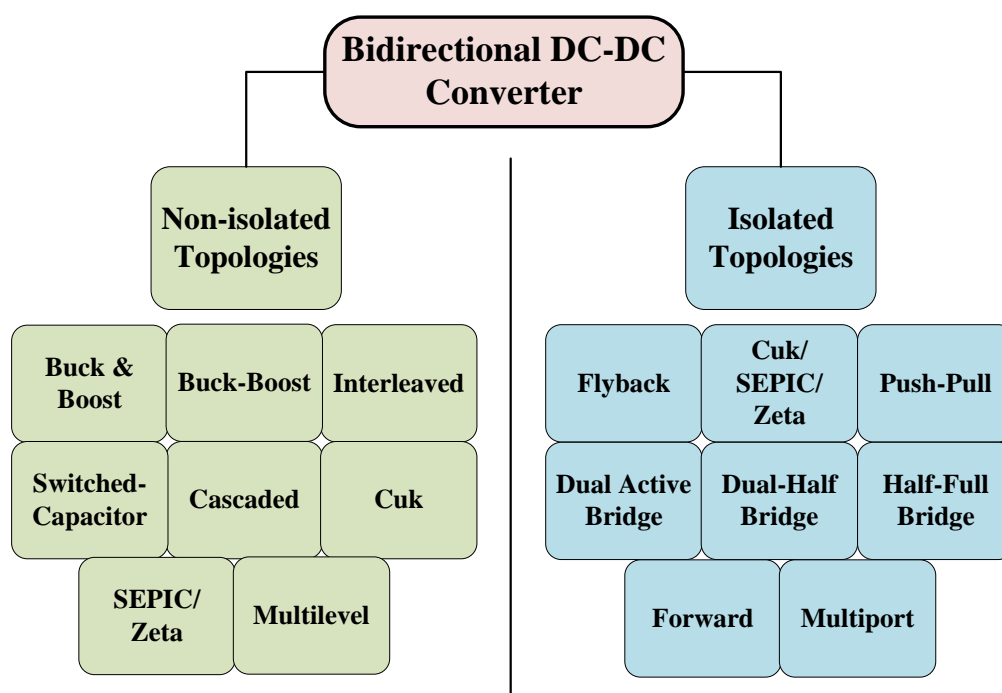 Bidirectional DC-DC
Converter
Non-isolated
Topologies
Buck &
Boost
Buck-Boost
Interleaved
Switched-
Capacitor
Cascaded
Cuk
SEPIC/
Zeta
Multilevel
Isolated
Topologies
Flyback
Cuk/
SEPIC/
Zeta
Push-Pull
Dual Active
Bridge
Dual-Half
Bridge
Half-Full
Bridge
Forward
Multiport